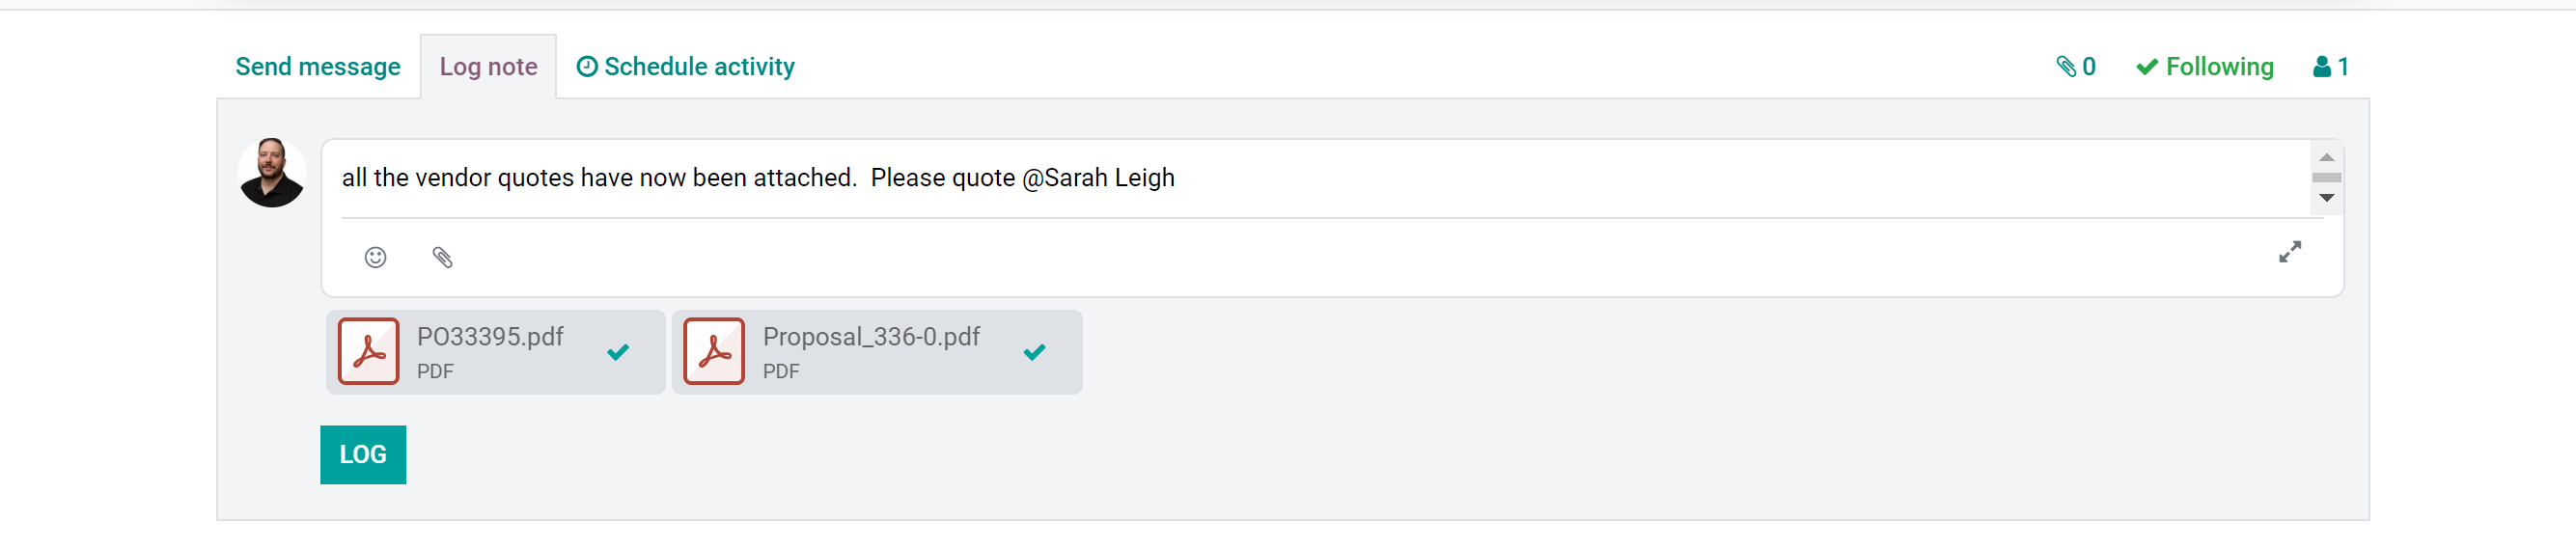 Send message Log note Schedule activity 0 Following 1
all the vendor quotes have now been attached.  Please quote @Sarah Leigh
PO33395.pdf Proposal_336-0.pdf
PDF PDF
LOG